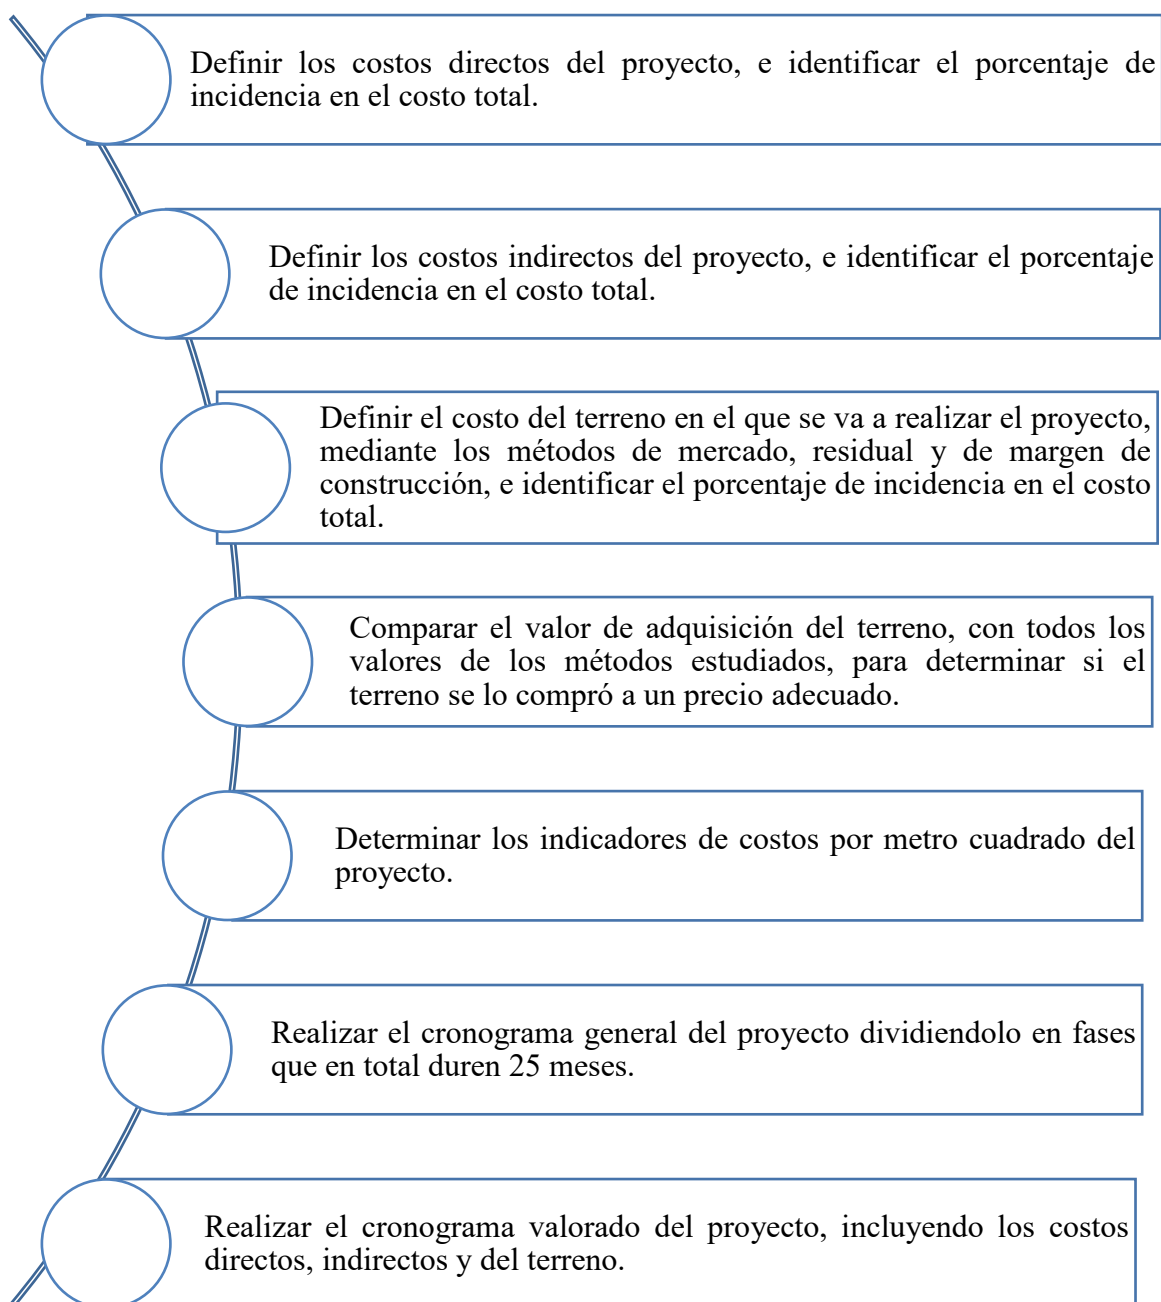 Definir los costos directos del proyecto, e identificar el porcentaje de
incidencia en el costo total.
Definir los costos indirectos del proyecto, e identificar el porcentaje
de incidencia en el costo total.
Definir el costo del terreno en el que se va a realizar el proyecto,
mediante los métodos de mercado, residual y de margen de
construcción, e identificar el porcentaje de incidencia en el costo
total.
Comparar el valor de adquisición del terreno, con todos los
valores de los métodos estudiados, para determinar si el
terreno se lo compró a un precio adecuado.
Determinar los indicadores de costos por metro cuadrado del
proyecto.
Realizar el cronograma general del proyecto dividiendolo en fases
que en total duren 25 meses.
Realizar el cronograma valorado del proyecto, incluyendo los costos
directos, indirectos y del terreno.